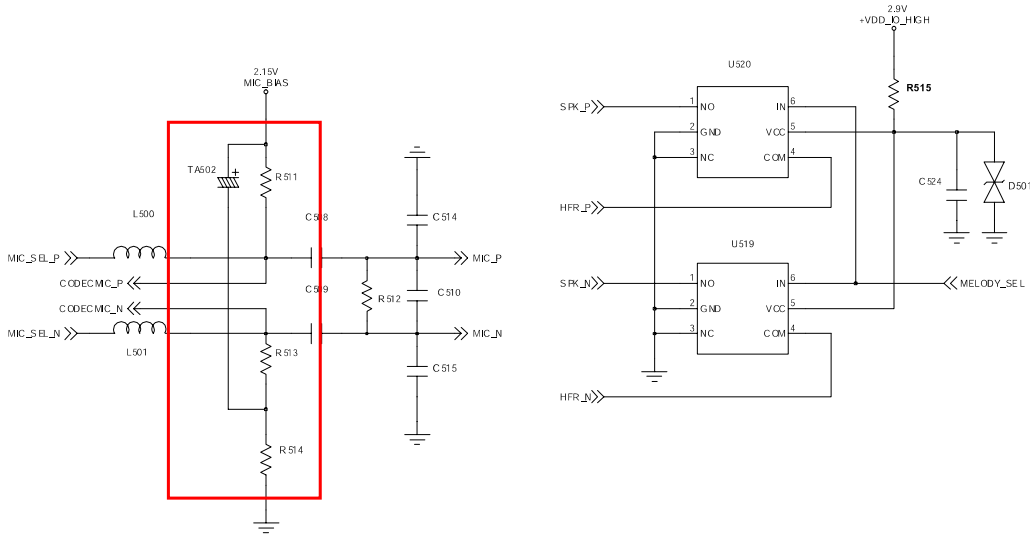 2.15V
MIC_BIAS
TA502
+
R511
L500
C508
C514
MIC_SEL_P
MIC_P
CODECMIC_P
C509
R512
C510
CODECMIC_N
MIC_SEL_N
MIC_N
L501
R513
C515
R514
2.9V
+VDD_IO_HIGH
R515
U520
SPK_P
1 NO IN 6
2 GND VCC 5
3 NC COM 4
C524
D501
HFR_P
U519
SPK_N
1 NO IN 6
MELODY_SEL
2 GND VCC 5
3 NC COM 4
HFR_N